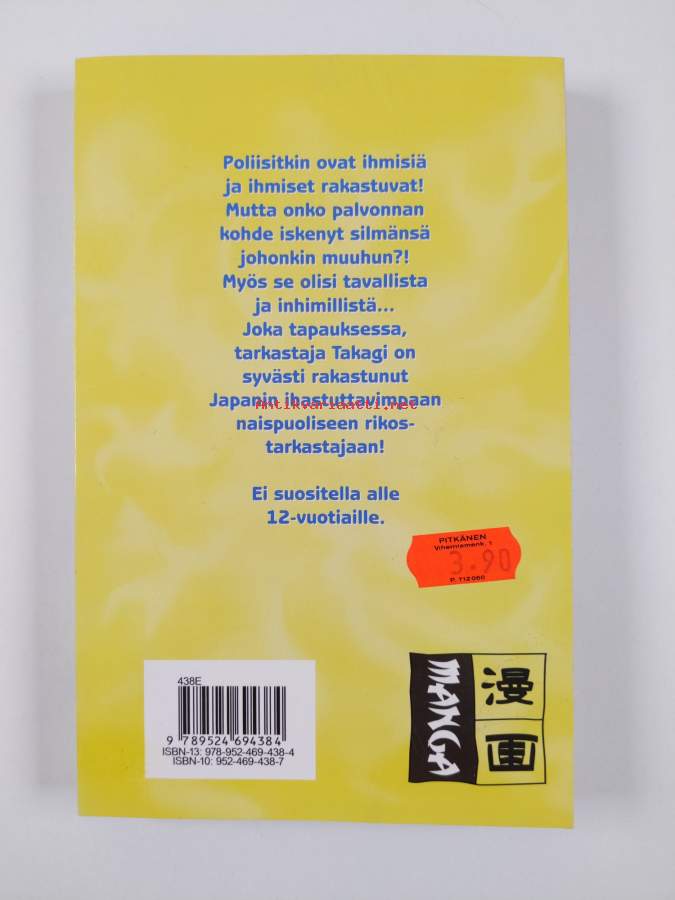 Poliisitkin ovat ihmisiä
ja ihmiset rakastuvat!
Mutta onko palvonnan
kohde iskenyt silmänsä
johonkin muuhun?!
Myös se olisi tavallista
ja inhimillistä...
Joka tapauksessa,
tarkastaja Takagi on
syvästi rakastunut
Japanin ihastuttavimpaan
Antikvariaatti.net
naispuoliseen rikos-
tarkastajaan!
Ei suositella alle
12-vuotiaille.
PITKÄNEN
3.90
P. 712060
438E
9 789524 694384
ISBN-13: 978-952-469-438-4
ISBN-10: 952-469-438-7
MANGA
漫画